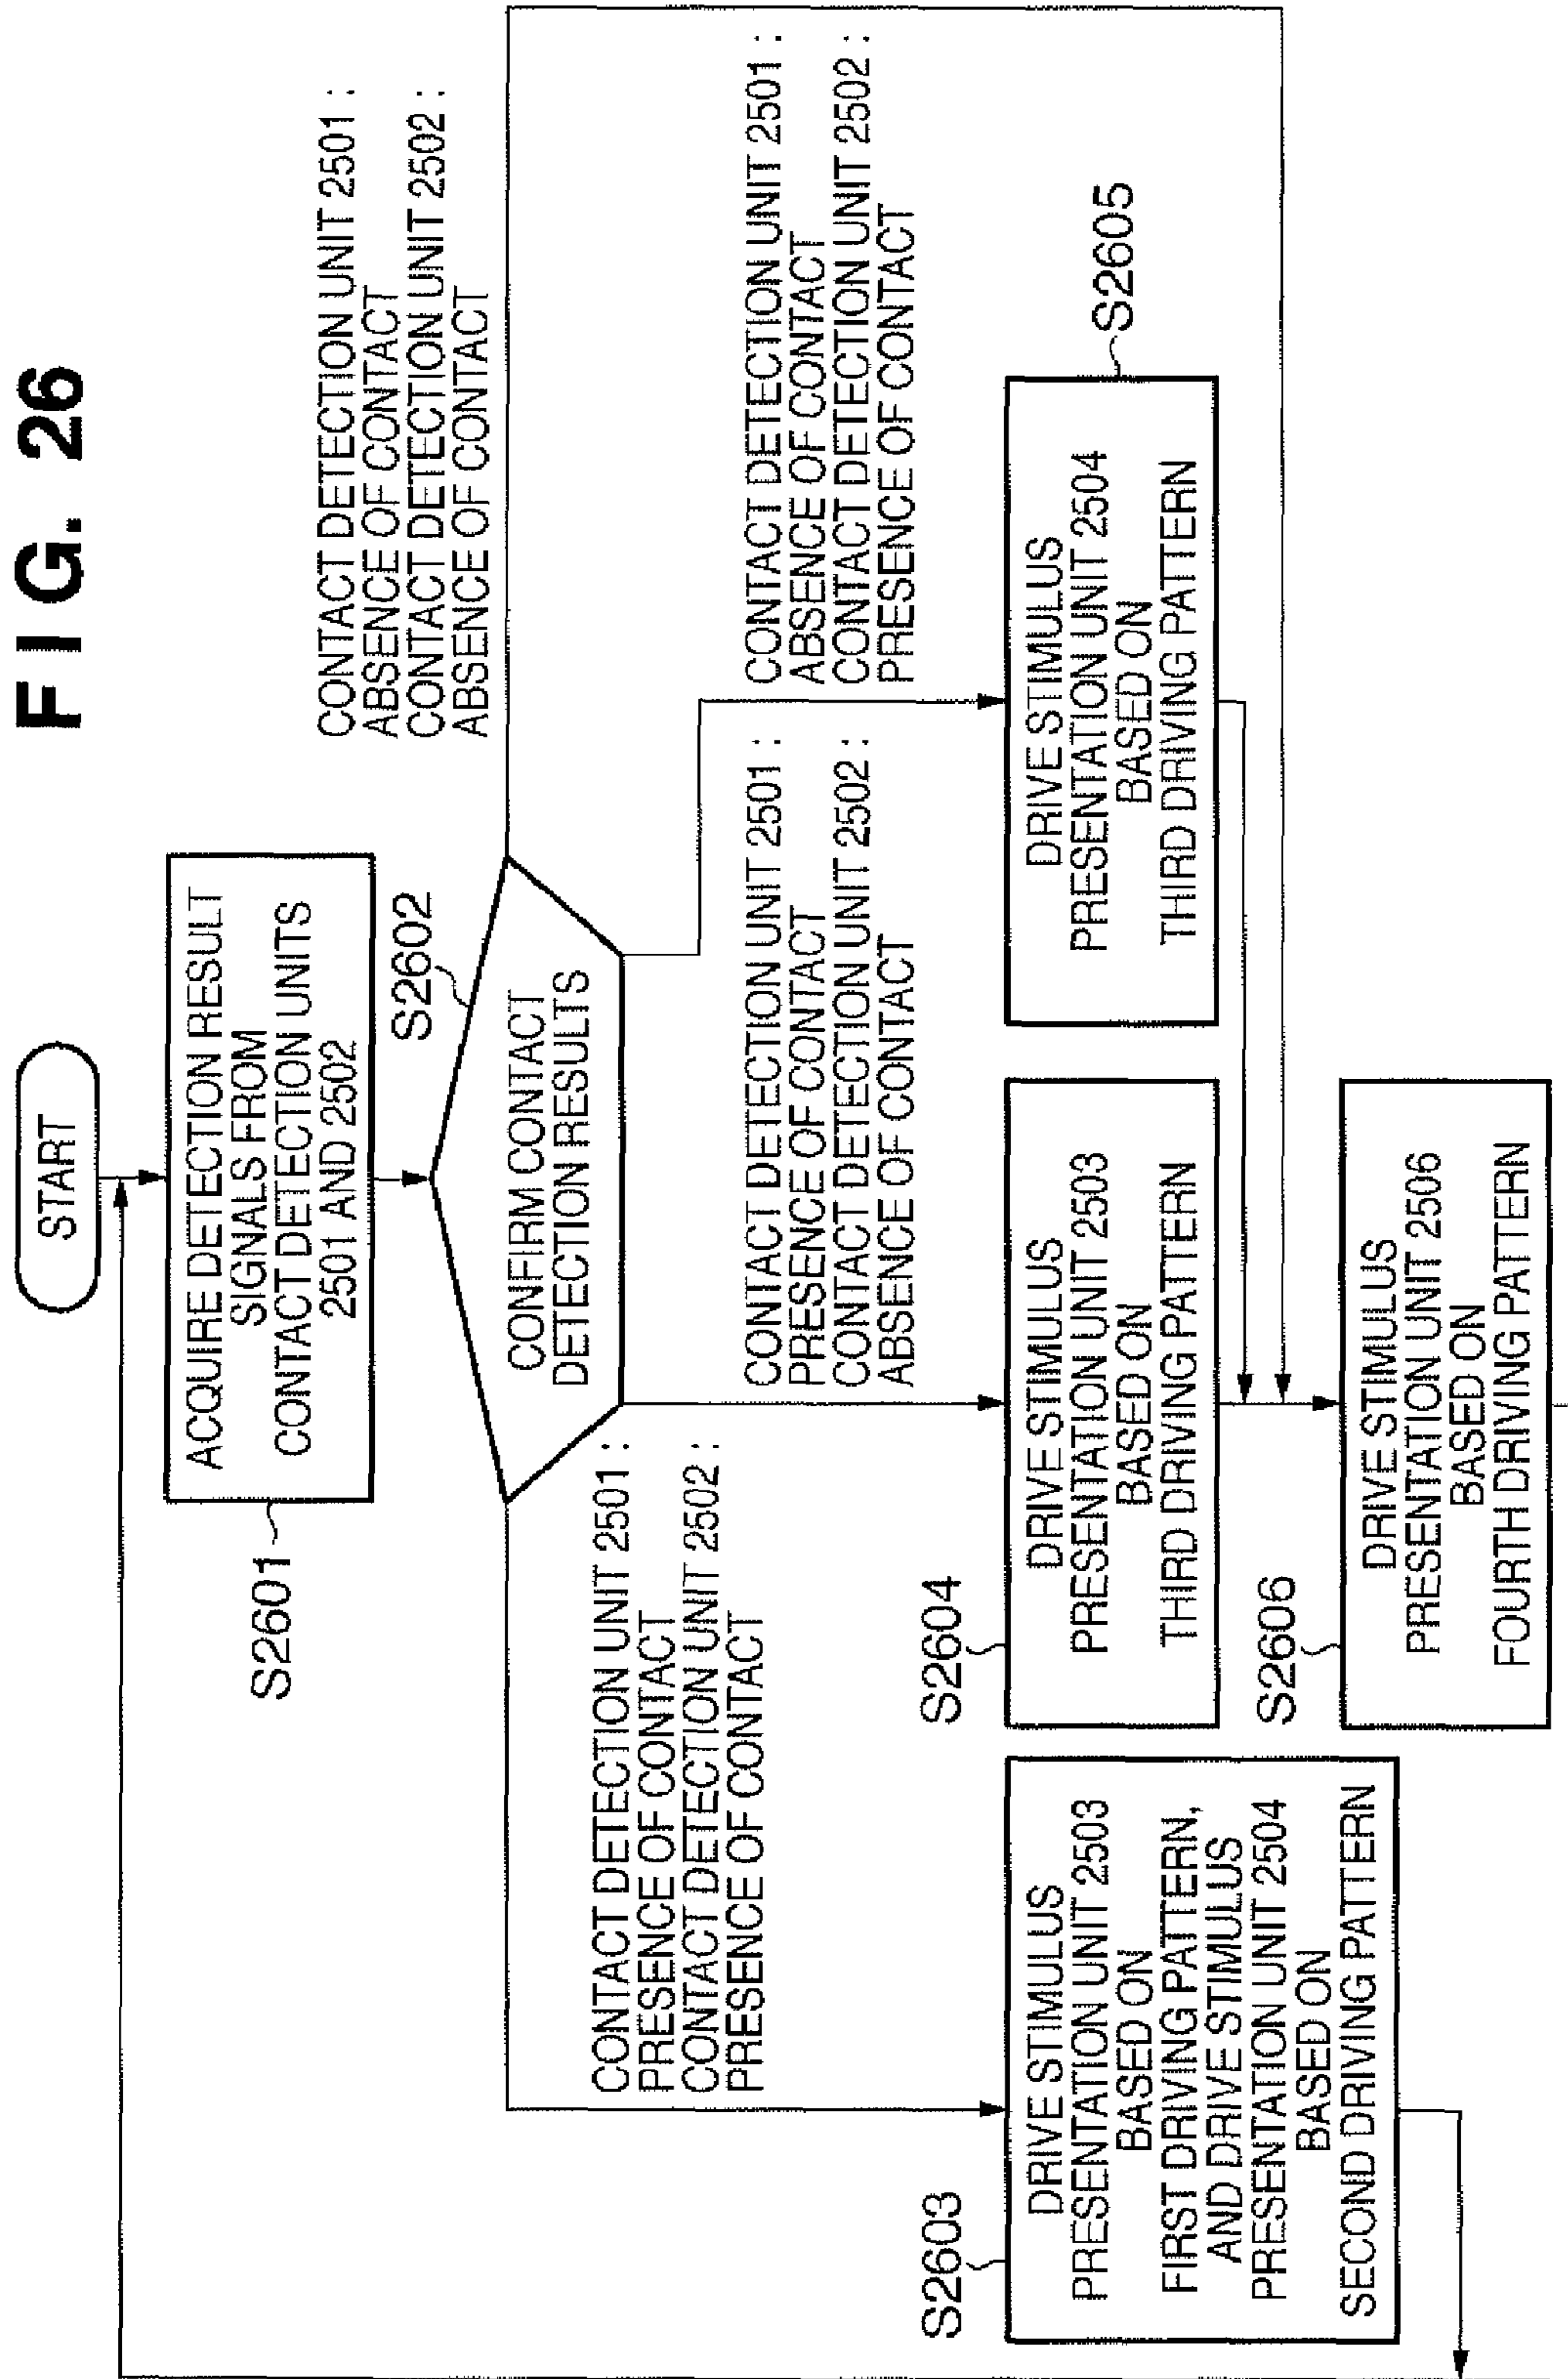 FIG. 26
START
ACQUIRE DETECTION RESULT
SIGNALS FROM
CONTACT DETECTION UNITS
2501 AND 2502
S2601
S2602
CONFIRM CONTACT
DETECTION RESULTS
CONTACT DETECTION UNIT 2501 :
ABSENCE OF CONTACT
CONTACT DETECTION UNIT 2502 :
ABSENCE OF CONTACT
CONTACT DETECTION UNIT 2501 :
PRESENCE OF CONTACT
CONTACT DETECTION UNIT 2502 :
PRESENCE OF CONTACT
CONTACT DETECTION UNIT 2501 :
PRESENCE OF CONTACT
CONTACT DETECTION UNIT 2502 :
ABSENCE OF CONTACT
CONTACT DETECTION UNIT 2501 :
ABSENCE OF CONTACT
CONTACT DETECTION UNIT 2502 :
PRESENCE OF CONTACT
S2603
DRIVE STIMULUS
PRESENTATION UNIT 2503
BASED ON
FIRST DRIVING PATTERN,
AND DRIVE STIMULUS
PRESENTATION UNIT 2504
BASED ON
SECOND DRIVING PATTERN
S2604
DRIVE STIMULUS
PRESENTATION UNIT 2503
BASED ON
THIRD DRIVING PATTERN
S2605
DRIVE STIMULUS
PRESENTATION UNIT 2504
BASED ON
THIRD DRIVING PATTERN
S2606
DRIVE STIMULUS
PRESENTATION UNIT 2506
BASED ON
FOURTH DRIVING PATTERN